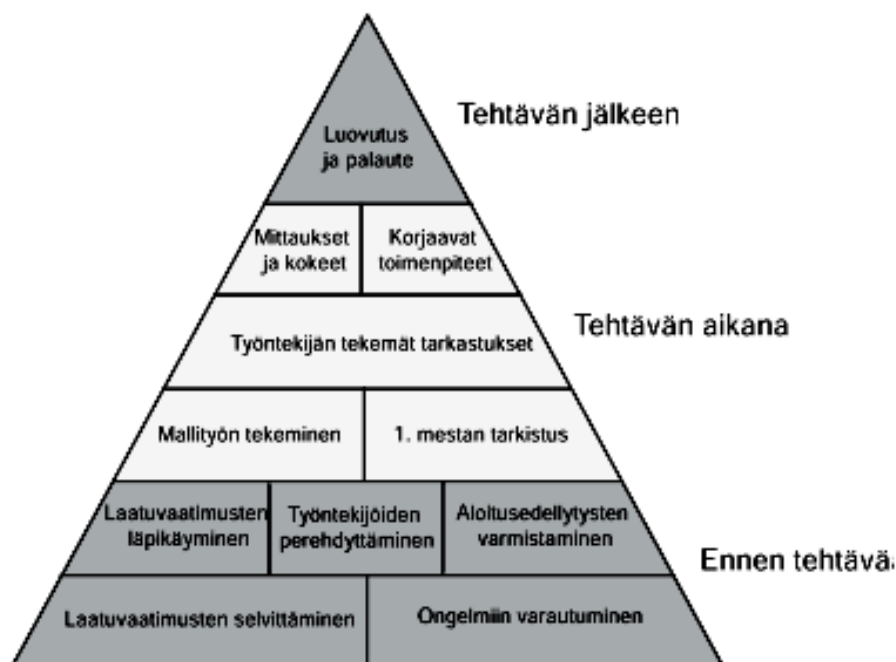 Tehtävän jälkeen
Luovutus
ja palaute
Mittaukset
ja kokeet
Korjaavat
toimenpiteet
Tehtävän aikana
Työntekijän tekemät tarkastukset
Mallityön tekeminen
1. mestan tarkistus
Laatuvaatimusten
läpikäyminen
Työntekijöiden
perehdyttäminen
Aloitusedellytysten
varmistaminen
Ennen tehtävä
Laatuvaatimusten selvittäminen
Ongelmiin varautuminen